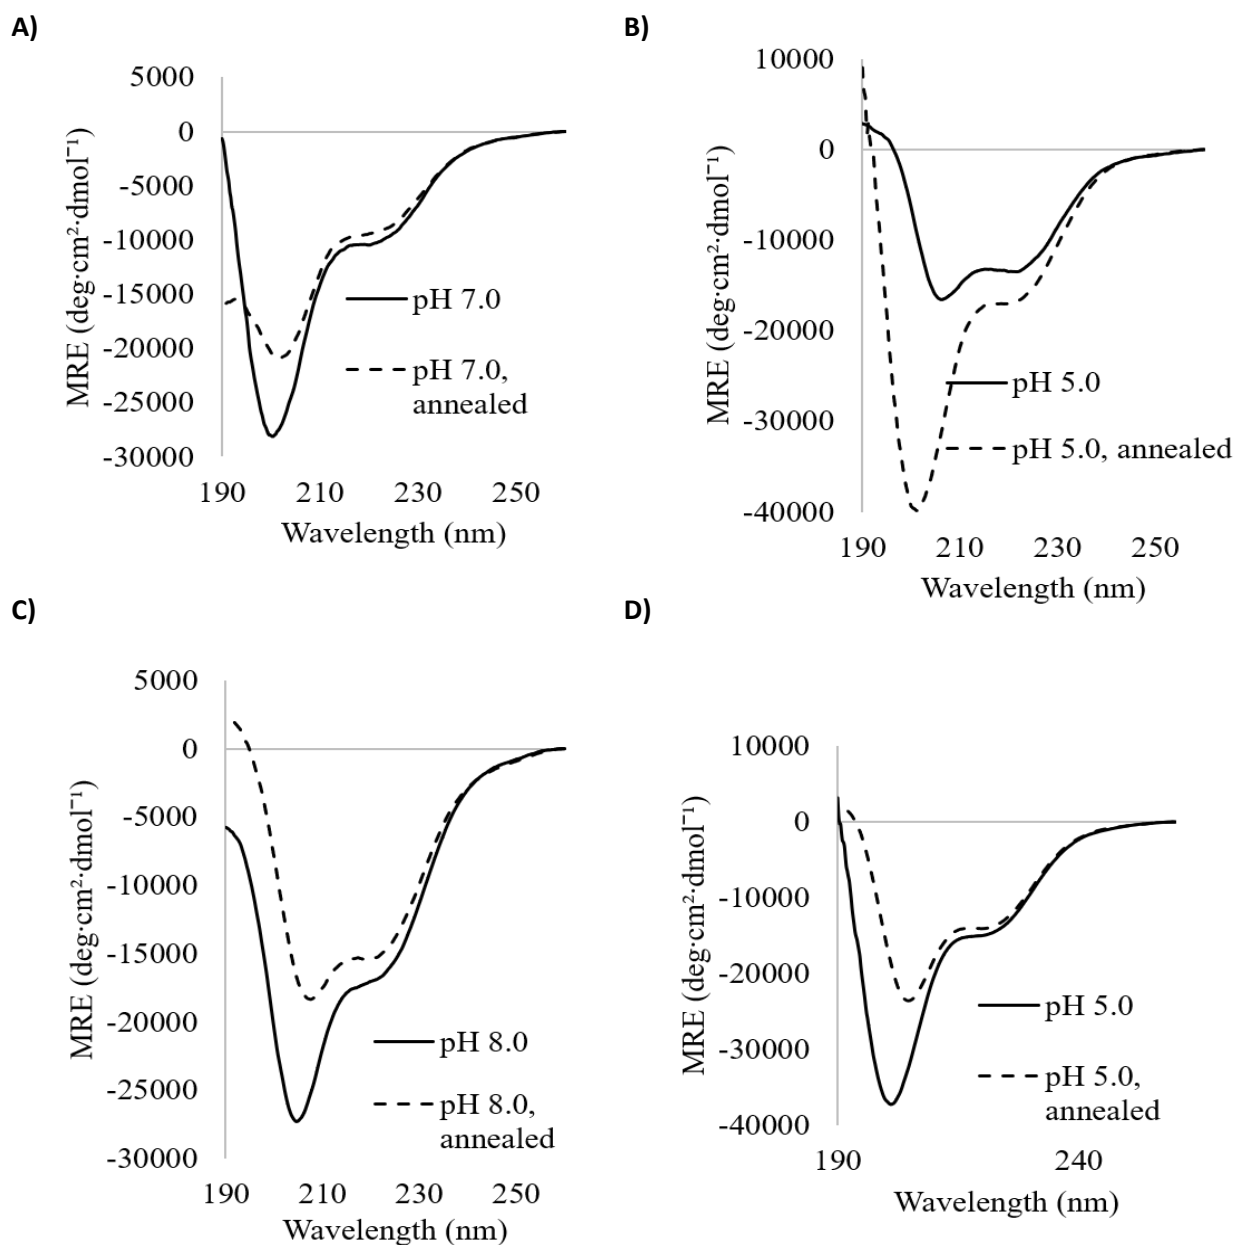 A)
5000
0
-5000
-10000
-15000
-20000
-25000
-30000
MRE (deg·cm²·dmol⁻¹)
pH 7.0
pH 7.0,
annealed
190 210 230 250
Wavelength (nm)
B)
10000
0
-10000
-20000
-30000
-40000
MRE (deg·cm²·dmol⁻¹)
pH 5.0
pH 5.0, annealed
190 210 230 250
Wavelength (nm)
C)
5000
0
-5000
-10000
-15000
-20000
-25000
-30000
MRE (deg·cm²·dmol⁻¹)
pH 8.0
pH 8.0,
annealed
190 210 230 250
Wavelength (nm)
D)
10000
0
-10000
-20000
-30000
-40000
MRE (deg·cm²·dmol⁻¹)
pH 5.0
pH 5.0,
annealed
190 240
Wavelength (nm)